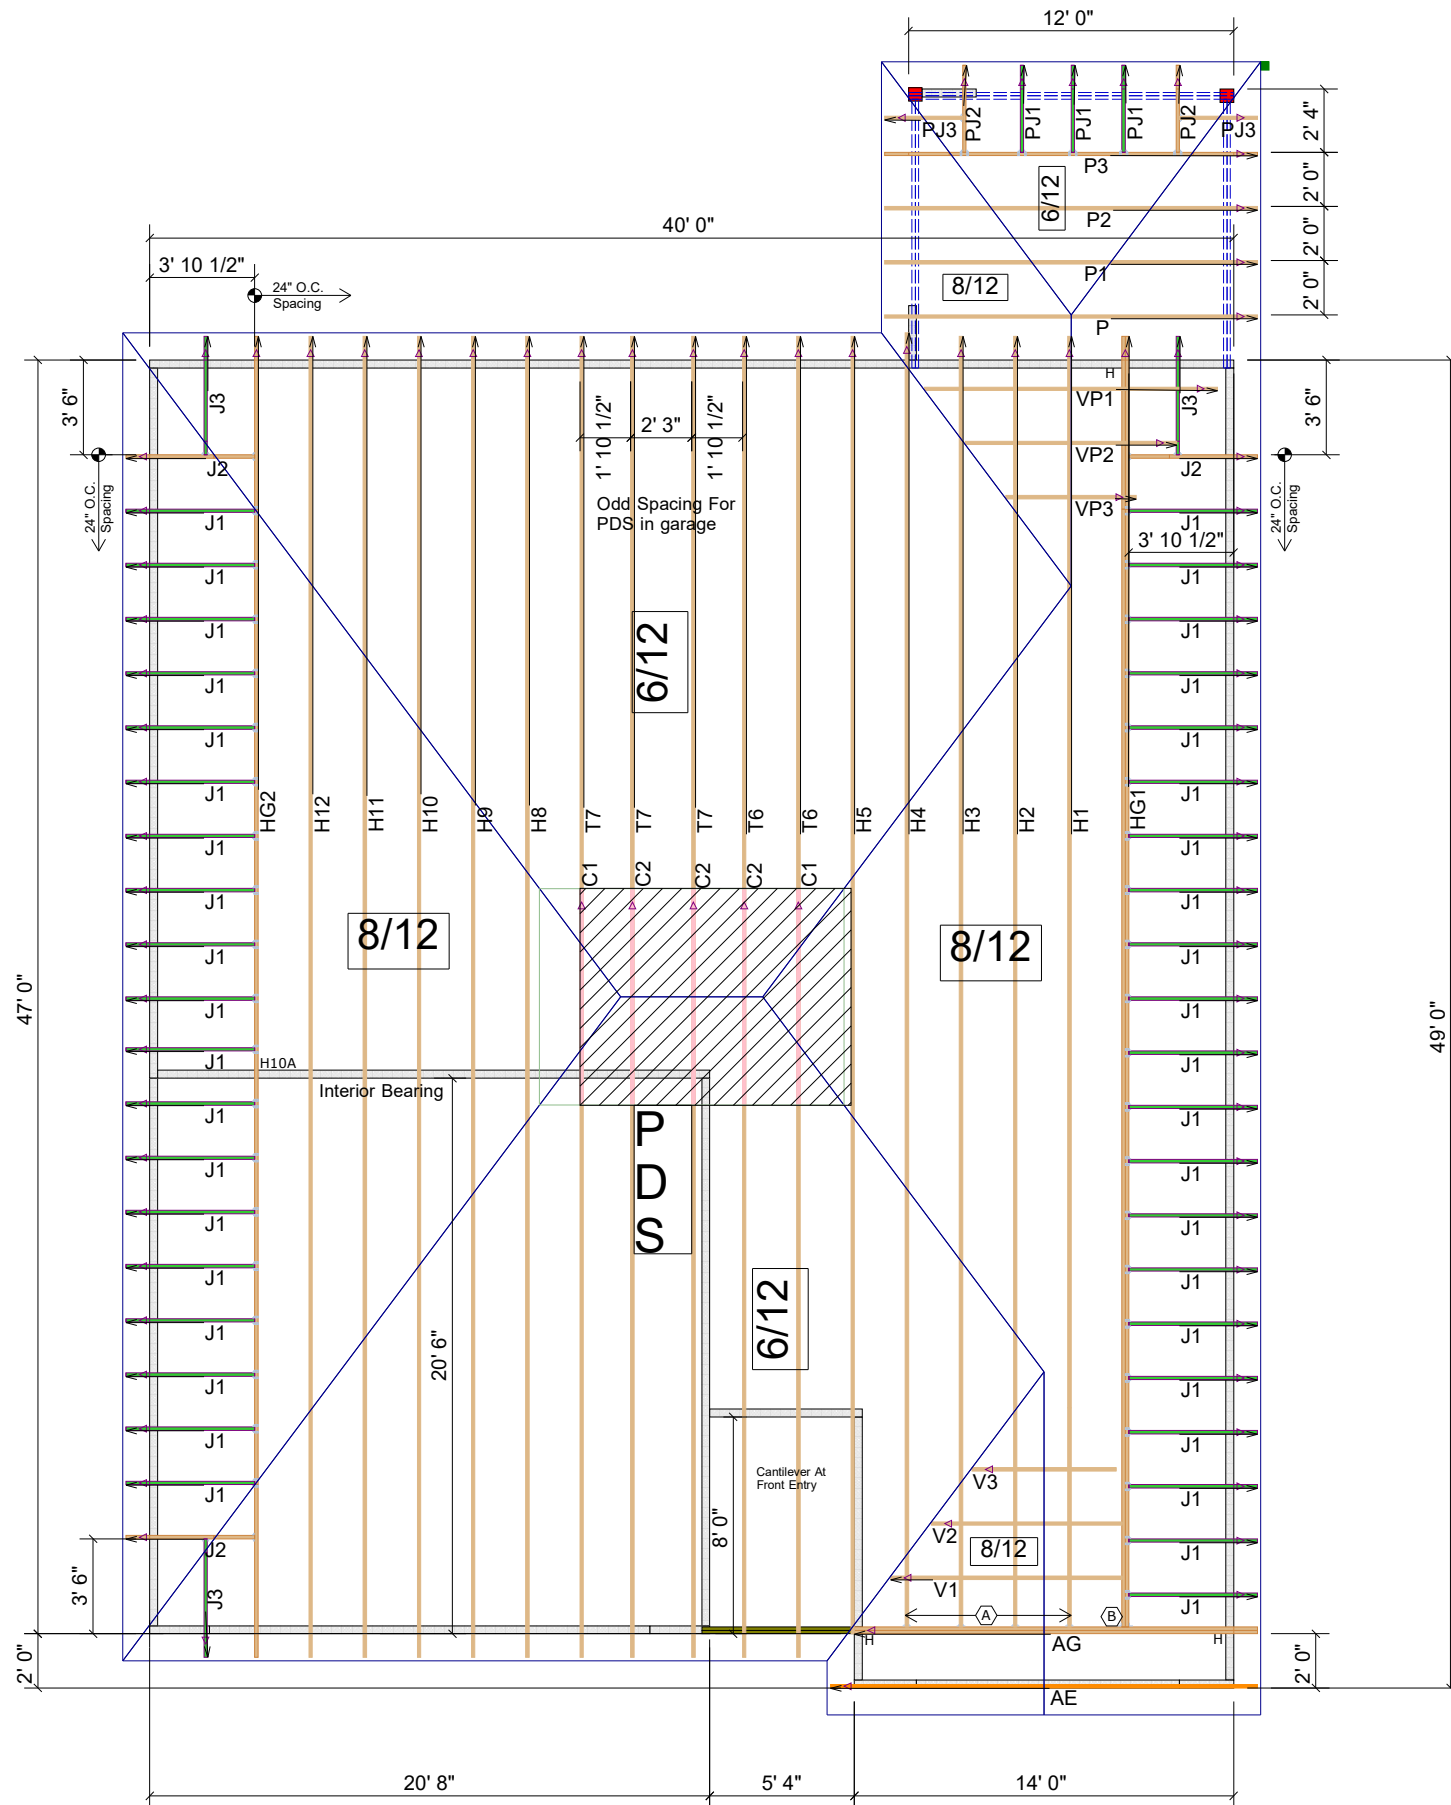 12' 0"
PJ3
PJ2
PJ1
PJ1
PJ1
PJ2
PJ3
2' 4"
P3
6/12
2' 0"
P2
40' 0"
2' 0"
3' 10 1/2"
P1
24" O.C.
Spacing
8/12
2' 0"
P
H
3' 6"
J3
1' 10 1/2"
2' 3"
1' 10 1/2"
VP1
J3
3' 6"
J2
VP2
J2
24" O.C.
Spacing
Odd Spacing For
PDS in garage
VP3
24" O.C.
Spacing
J1
J1
3' 10 1/2"
J1
J1
J1
J1
6/12
J1
J1
J1
J1
J1
J1
HG2
H12
H11
H10
H9
H8
T7
T7
T7
T6
T6
H5
H4
H3
H2
H1
HG1
J1
J1
C1
C2
C2
C2
C1
J1
J1
8/12
8/12
J1
J1
47' 0"
J1
J1
49' 0"
J1
H10A
J1
Interior Bearing
J1
J1
P
D
S
J1
J1
J1
J1
6/12
J1
J1
20' 6"
J1
J1
J1
J1
J1
J1
Cantilever At
Front Entry
V3
J1
J1
8' 0"
V2
J2
8/12
J1
3' 6"
J3
V1
J1
A
B
H
AG
H
2' 0"
2' 0"
AE
20' 8"
5' 4"
14' 0"